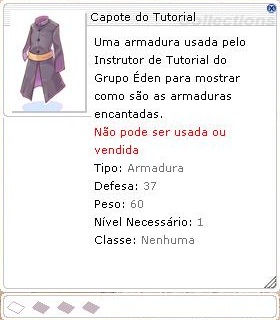 Capote do Tutorial
Collections
Uma armadura usada pelo
Instrutor de Tutorial do
Grupo Éden para mostrar
como são as armaduras
encantadas.
Não pode ser usada ou
vendida
Tipo: Armadura
Defesa: 37
Peso: 60
Nível Necessário: 1
Classe: Nenhuma